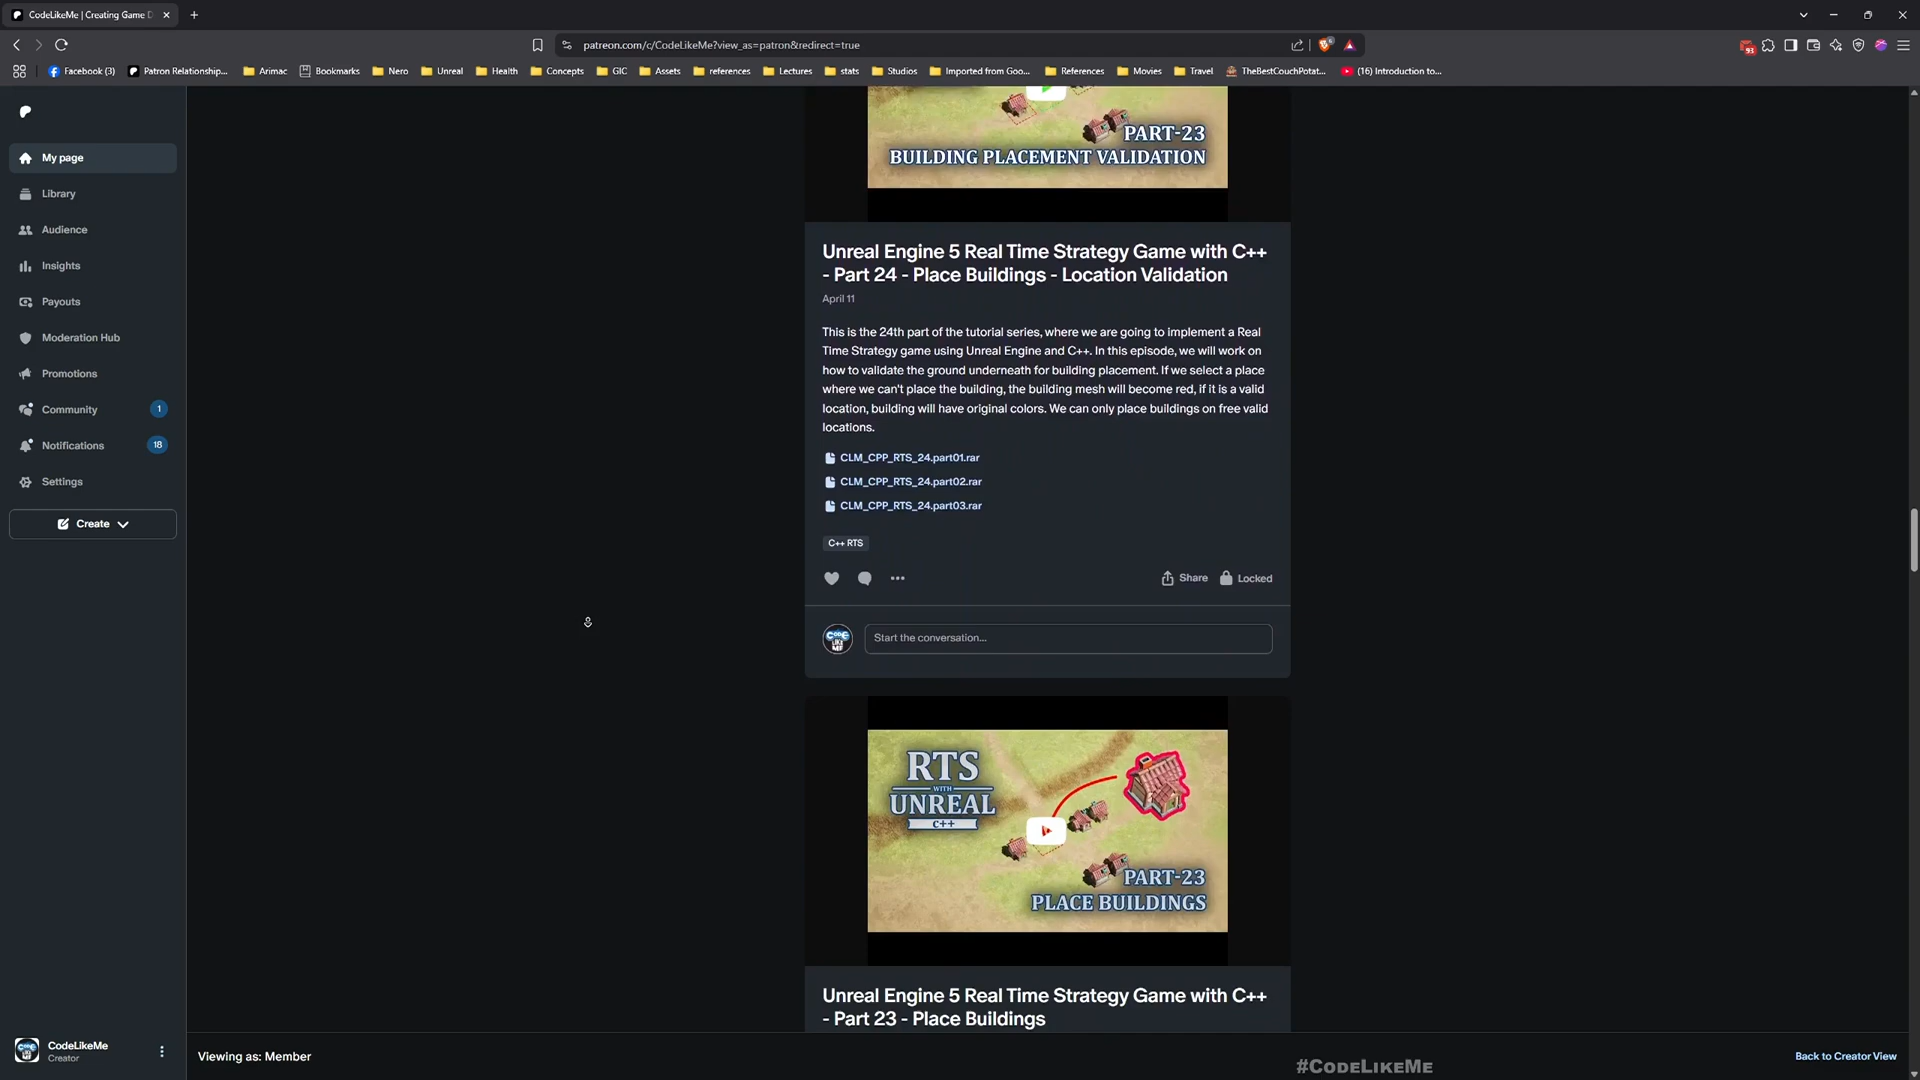 CodeLikeMe | Creating Game D
patreon.com/c/CodeLikeMe?view_as=patron&redirect=true
93
Facebook (3)
Patron Relationship...
Arimac
Bookmarks
Nero
Unreal
Health
Concepts
GIC
Assets
references
Lectures
stats
Studios
Imported from Goo...
References
Movies
Travel
TheBestCouchPotat...
(16) Introduction to...
My page
Library
Audience
Insights
Payouts
Moderation Hub
Promotions
Community
1
Notifications
18
Settings
Create
PART-23
BUILDING PLACEMENT VALIDATION
Unreal Engine 5 Real Time Strategy Game with C++
- Part 24 - Place Buildings - Location Validation
April 11
This is the 24th part of the tutorial series, where we are going to implement a Real
Time Strategy game using Unreal Engine and C++. In this episode, we will work on
how to validate the ground underneath for building placement. If we select a place
where we can't place the building, the building mesh will become red, if it is a valid
location, building will have original colors. We can only place buildings on free valid
locations.
CLM_CPP_RTS_24.part01.rar
CLM_CPP_RTS_24.part02.rar
CLM_CPP_RTS_24.part03.rar
C++ RTS
Share
Locked
CODE
LIKE
ME
Start the conversation...
RTS
WITH
UNREAL
C++
PART-23
PLACE BUILDINGS
Unreal Engine 5 Real Time Strategy Game with C++
- Part 23 - Place Buildings
CodeLikeMe
Creator
Viewing as: Member
#CodeLikeMe
Back to Creator View